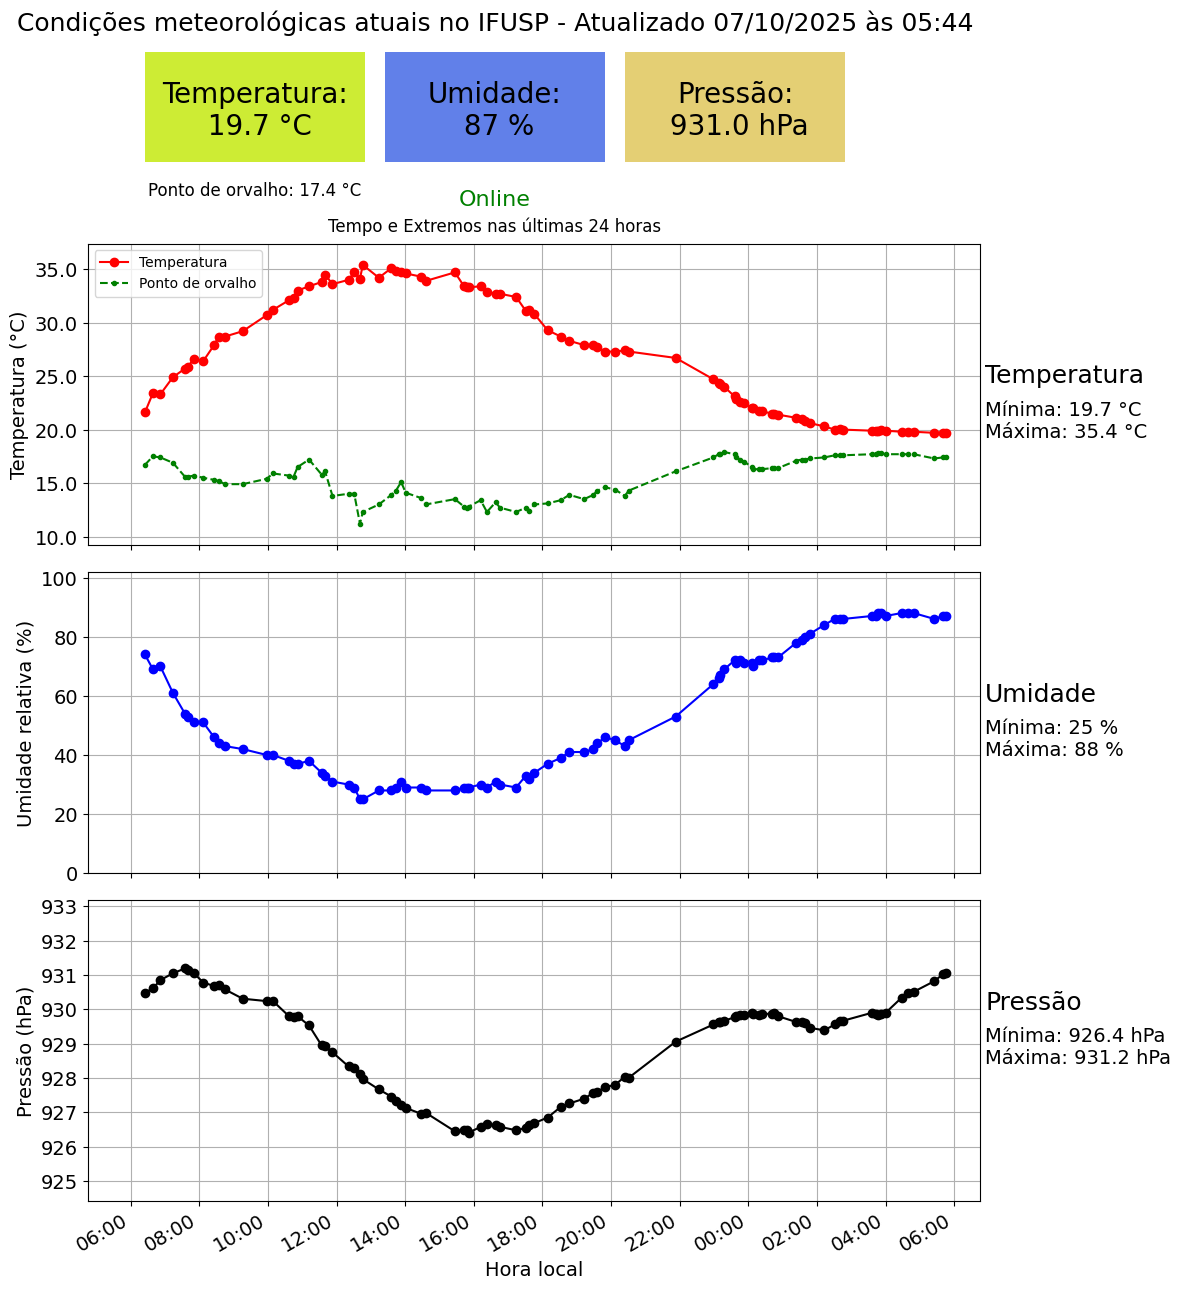 Condições meteorológicas atuais no IFUSP - Atualizado 07/10/2025 às 05:44
Temperatura:
19.7 °C
Umidade:
87 %
Pressão:
931.0 hPa
Ponto de orvalho: 17.4 °C
Online
Tempo e Extremos nas últimas 24 horas
Temperatura
Ponto de orvalho
Temperatura (°C)
35.0
30.0
25.0
20.0
15.0
10.0
Temperatura
Mínima: 19.7 °C
Máxima: 35.4 °C
Umidade relativa (%)
100
80
60
40
20
0
Umidade
Mínima: 25 %
Máxima: 88 %
Pressão (hPa)
933
932
931
930
929
928
927
926
925
Pressão
Mínima: 926.4 hPa
Máxima: 931.2 hPa
06:00
08:00
10:00
12:00
14:00
16:00
18:00
20:00
22:00
00:00
02:00
04:00
06:00
Hora local